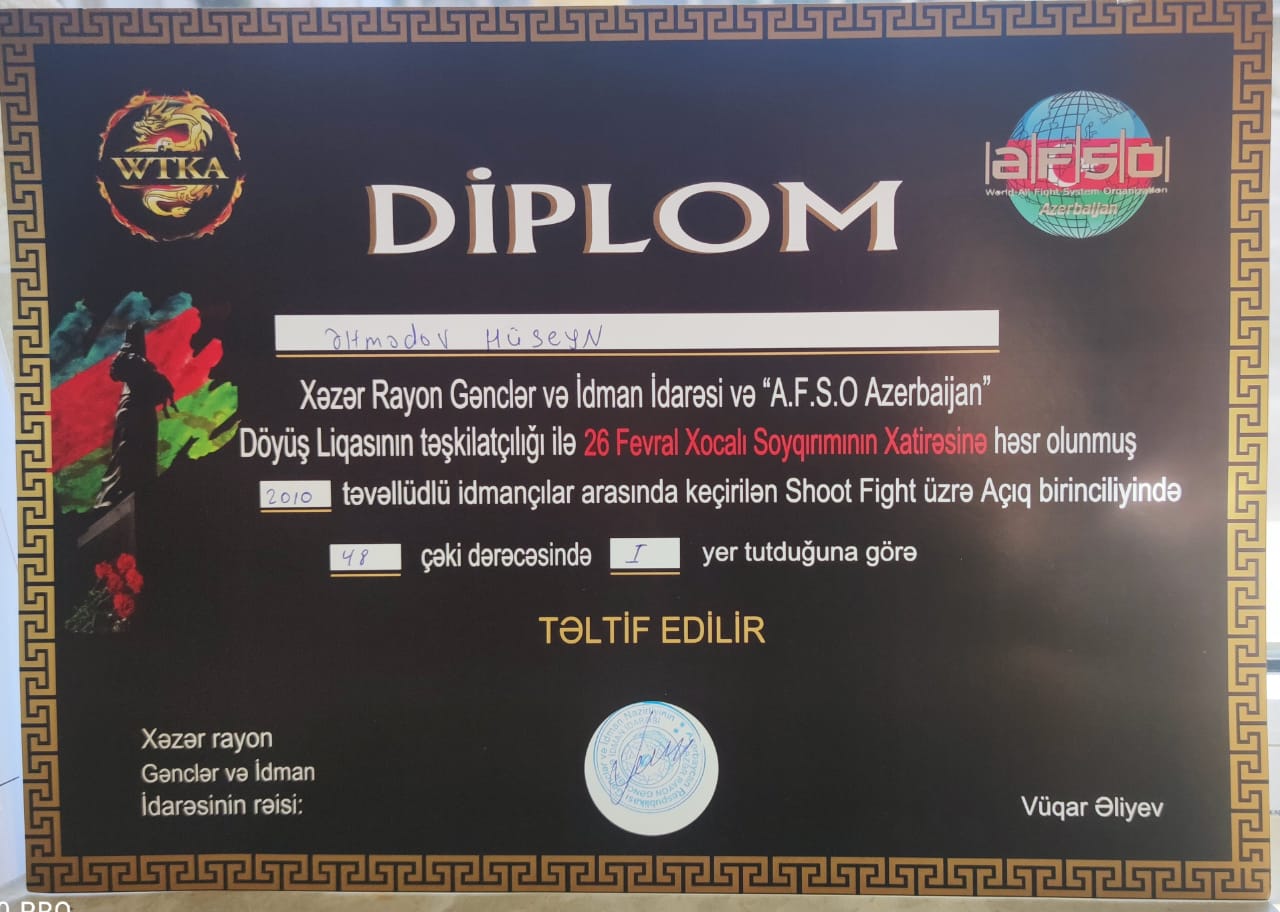 WTKA
aFSO
World All Fight System Organization
Azerbaijan
DİPLOM
Əhmədov Hüseyn
Xəzər Rayon Gənclər və İdman İdarəsi və “A.F.S.O Azerbaijan”
Döyüş Liqasının təşkilatçılığı ilə 26 Fevral Xocalı Soyqırımının Xatirəsinə həsr olunmuş
2010 təvəllüdlü idmançılar arasında keçirilən Shoot Fight üzrə Açıq birinciliyində
48 çəki dərəcəsində I yer tutduğuna görə
TƏLTİF EDİLİR
Xəzər rayon
Gənclər və İdman
İdarəsinin rəisi:
Vüqar Əliyev